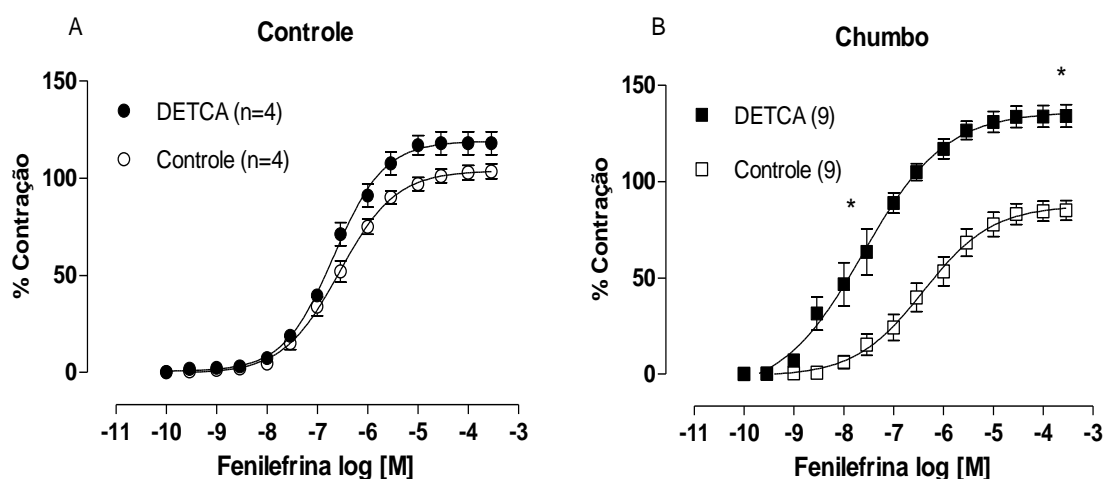 A
Controle
150
100
50
0
% Contração
DETCA (n=4)
Controle (n=4)
-11 -10 -9 -8 -7 -6 -5 -4 -3
Fenilefrina log [M]
B
Chumbo
*
150
100
50
0
% Contração
DETCA (9)
Controle (9)
*
-11 -10 -9 -8 -7 -6 -5 -4 -3
Fenilefrina log [M]